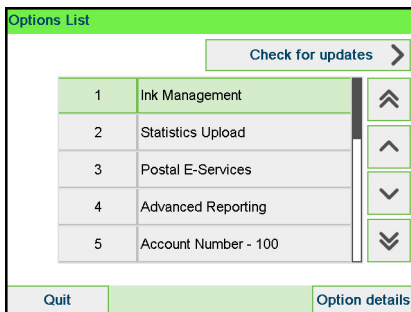 Options List
Check for updates
1 Ink Management
2 Statistics Upload
3 Postal E-Services
4 Advanced Reporting
5 Account Number - 100
Quit Option details